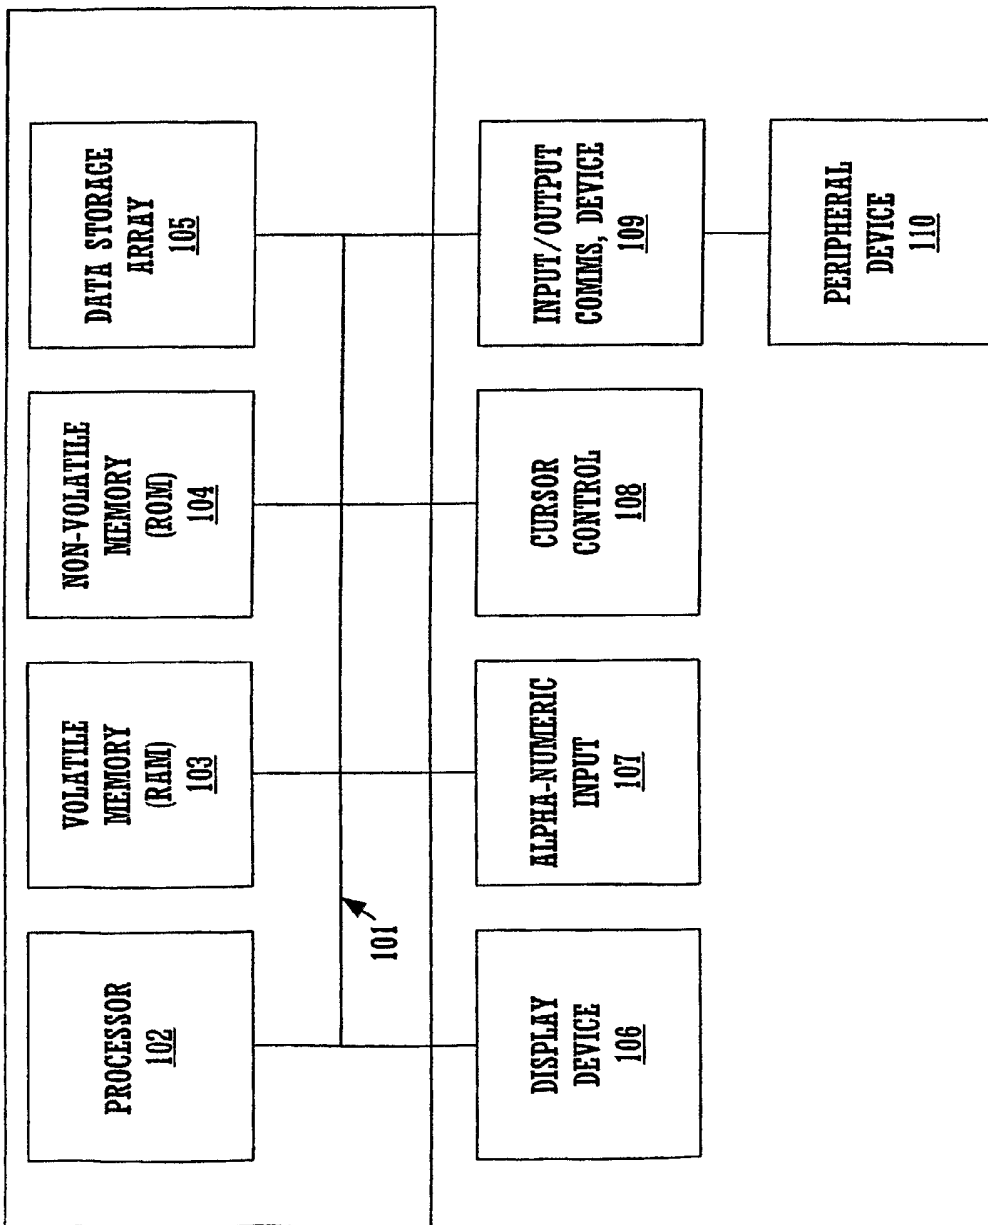 PROCESSOR
102
VOLATILE
MEMORY
(RAM)
103
NON-VOLATILE
MEMORY
(ROM)
104
DATA STORAGE
ARRAY
105
101
DISPLAY
DEVICE
106
ALPHA-NUMERIC
INPUT
107
CURSOR
CONTROL
108
INPUT/OUTPUT
COMMS, DEVICE
109
PERIPHERAL
DEVICE
110